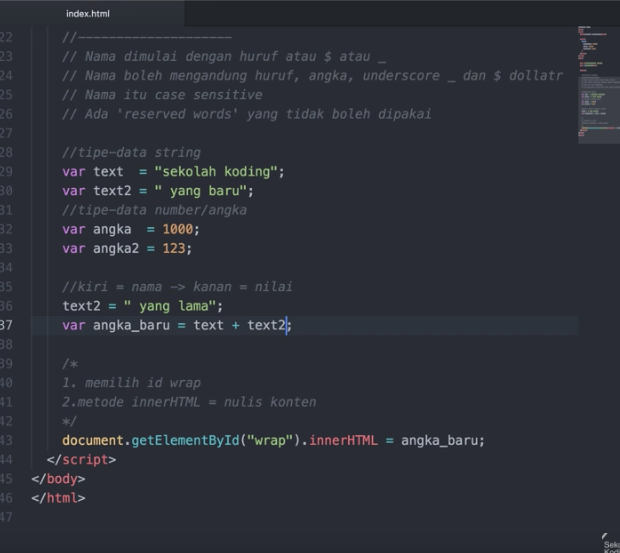 index.html
22 //--------------------
23 // Nama dimulai dengan huruf atau $ atau _
24 // Nama boleh mengandung huruf, angka, underscore _ dan $ dollatr
25 // Nama itu case sensitive
26 // Ada 'reserved words' yang tidak boleh dipakai
27
28 //tipe-data string
29 var text  = "sekolah koding";
30 var text2 = " yang baru";
31 //tipe-data number/angka
32 var angka  = 1000;
33 var angka2 = 123;
34
35 //kiri = nama -> kanan = nilai
36 text2 = " yang lama";
37 var angka_baru = text + text2;
38
39 /*
40 1. memilih id wrap
41 2.metode innerHTML = nulis konten
42 */
43 document.getElementById("wrap").innerHTML = angka_baru;
44 </script>
45 </body>
46 </html>
47